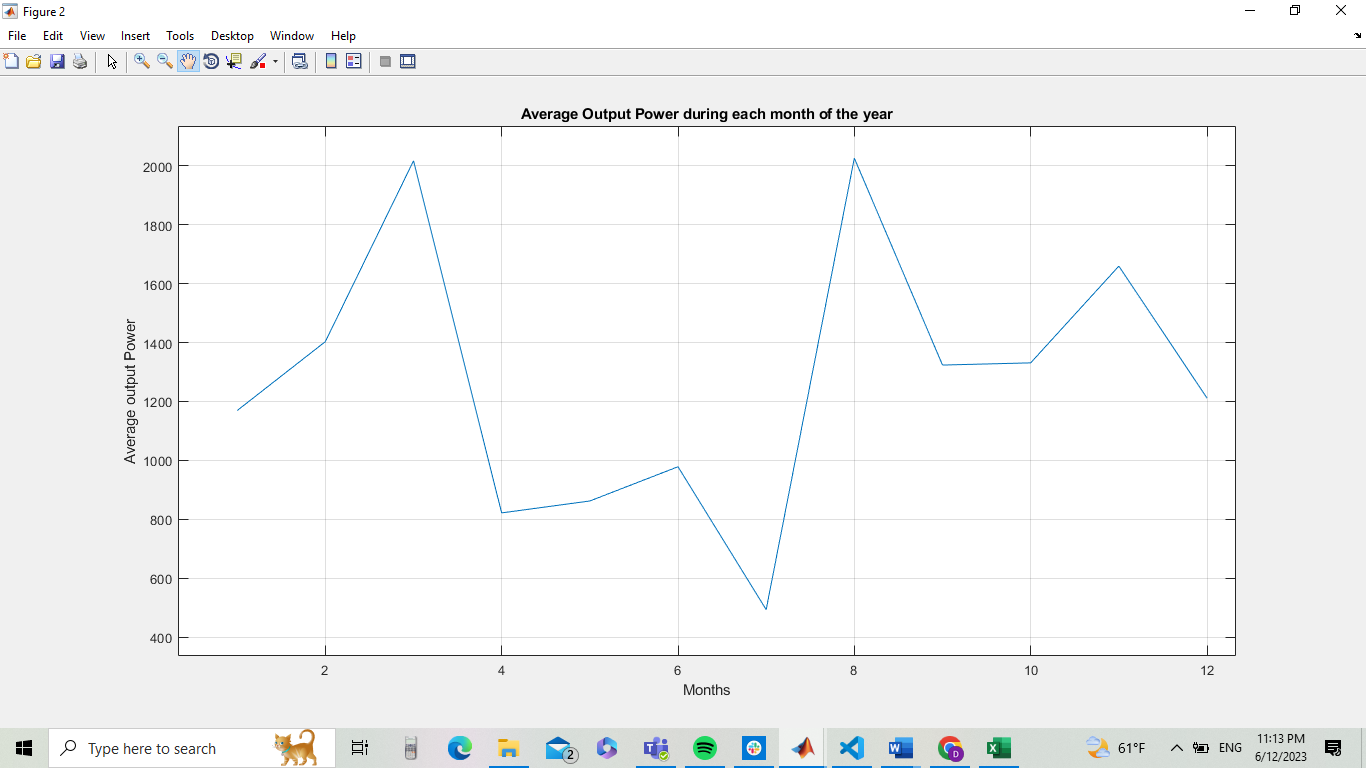 Figure 2
File Edit View Insert Tools Desktop Window Help
Average Output Power during each month of the year
2000
1800
1600
1400
1200
1000
800
600
400
Average output Power
2 4 6 8 10 12
Months
Type here to search
2
D
61°F
ENG
11:13 PM
6/12/2023